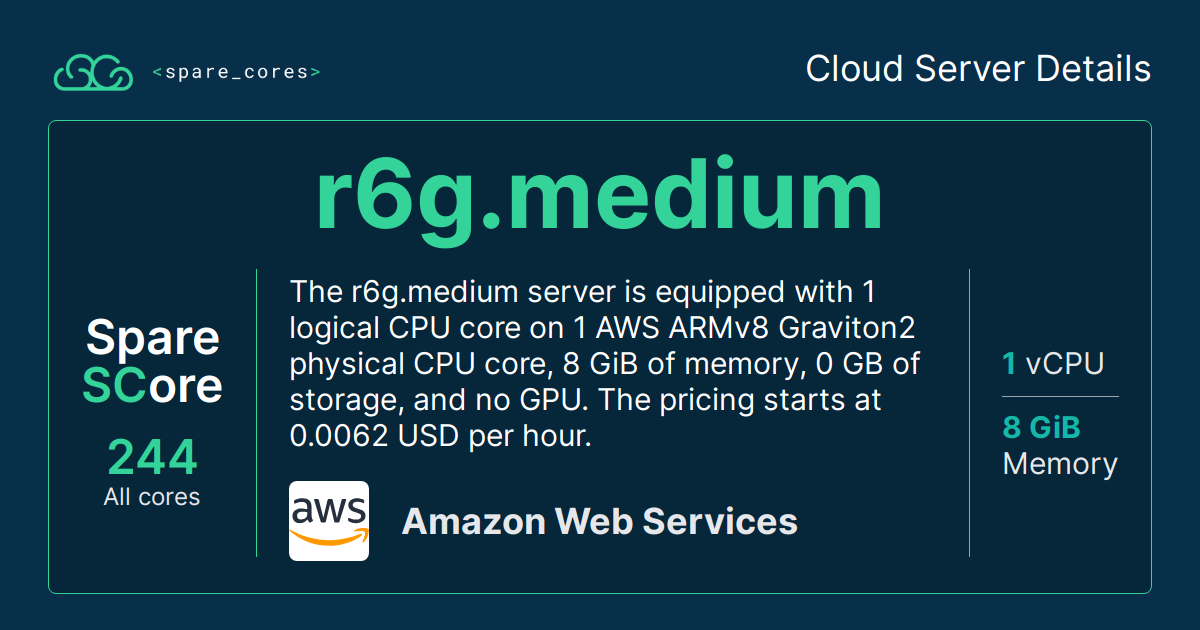 <spare_cores>
Cloud Server Details
r6g.medium
Spare
SCore
244
All cores
The r6g.medium server is equipped with 1
logical CPU core on 1 AWS ARMv8 Graviton2
physical CPU core, 8 GiB of memory, 0 GB of
storage, and no GPU. The pricing starts at
0.0062 USD per hour.
aws
Amazon Web Services
1 vCPU
8 GiB
Memory